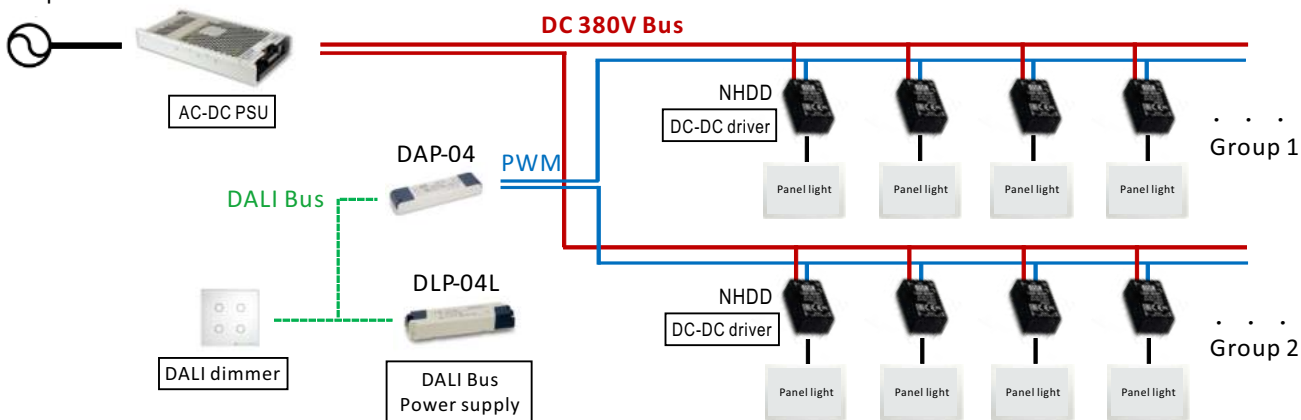 DC 380V Bus
AC-DC PSU
NHDD
DC-DC driver
. . .
Group 1
Panel light
Panel light
Panel light
Panel light
DAP-04
PWM
DALI Bus
DLP-04L
NHDD
DC-DC driver
. . .
Group 2
Panel light
Panel light
Panel light
Panel light
DALI dimmer
DALI Bus
Power supply